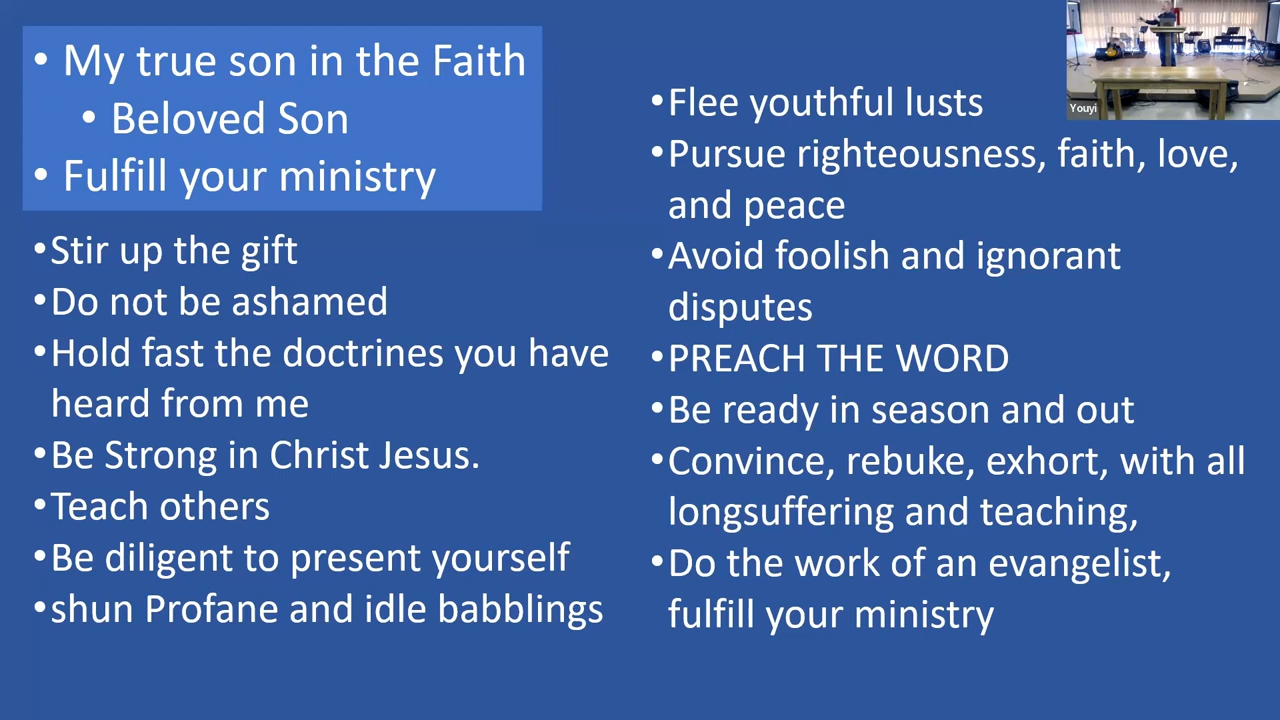 • My true son in the Faith
• Beloved Son
• Fulfill your ministry
•Stir up the gift
•Do not be ashamed
•Hold fast the doctrines you have
heard from me
•Be Strong in Christ Jesus.
•Teach others
•Be diligent to present yourself
•shun Profane and idle babblings
•Flee youthful lusts
•Pursue righteousness, faith, love,
and peace
•Avoid foolish and ignorant
disputes
•PREACH THE WORD
•Be ready in season and out
•Convince, rebuke, exhort, with all
longsuffering and teaching,
•Do the work of an evangelist,
fulfill your ministry
Youyi